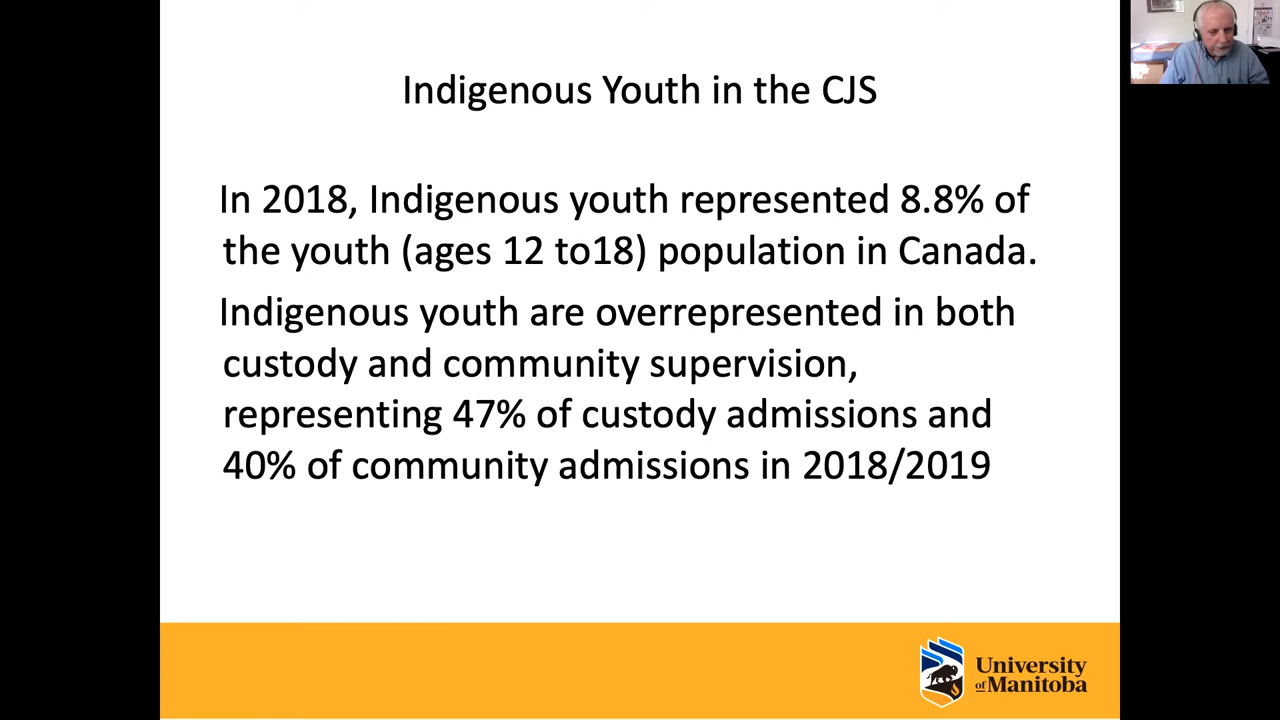 Indigenous Youth in the CJS
In 2018, Indigenous youth represented 8.8% of
the youth (ages 12 to18) population in Canada.
Indigenous youth are overrepresented in both
custody and community supervision,
representing 47% of custody admissions and
40% of community admissions in 2018/2019
University
of Manitoba